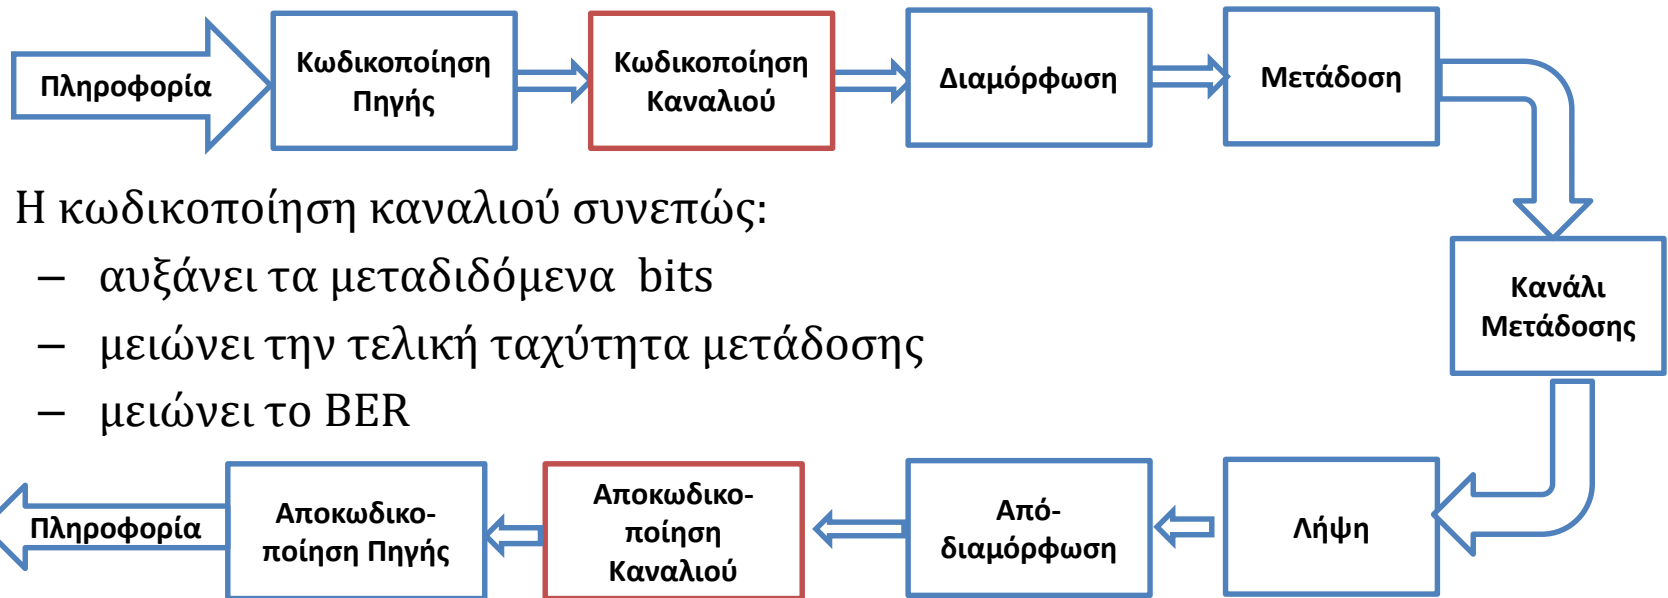 Πληροφορία
Κωδικοποίηση
Πηγής
Κωδικοποίηση
Καναλιού
Διαμόρφωση
Μετάδοση
Η κωδικοποίηση καναλιού συνεπώς:
– αυξάνει τα μεταδιδόμενα bits
– μειώνει την τελική ταχύτητα μετάδοσης
– μειώνει το BER
Κανάλι
Μετάδοσης
Πληροφορία
Αποκωδικο-
ποίηση Πηγής
Αποκωδικο-
ποίηση
Καναλιού
Από-
διαμόρφωση
Λήψη